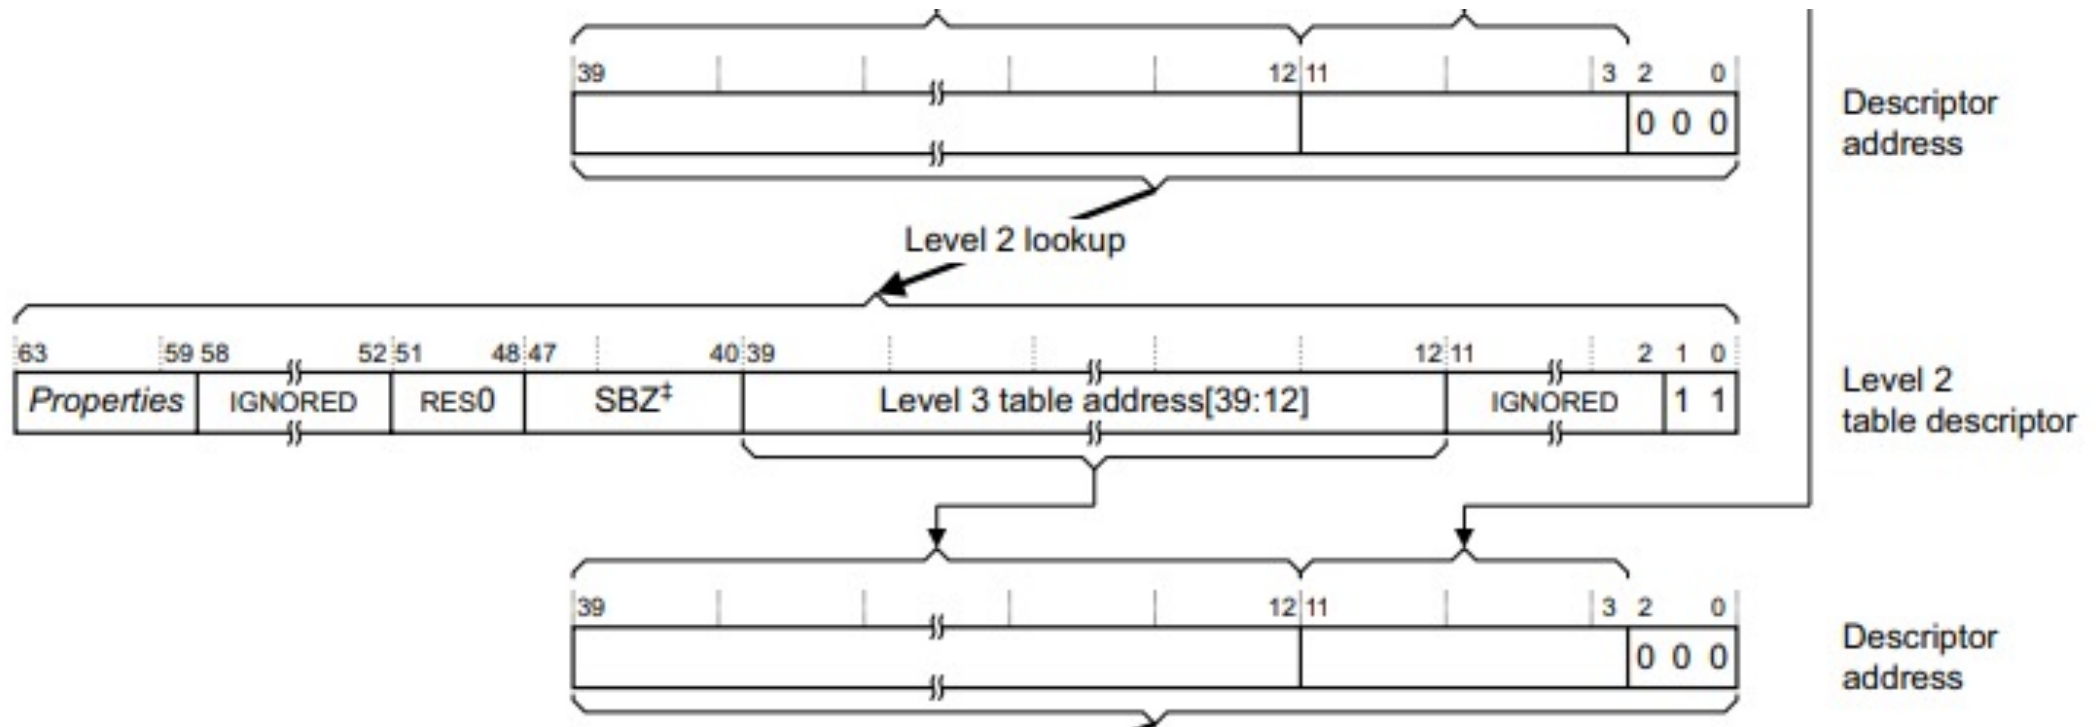 39 12 11 3 2 0
0 0 0
Descriptor
address
Level 2 lookup
63 59 58 52 51 48 47 40 39 12 11 2 1 0
Properties IGNORED RES0 SBZ‡ Level 3 table address[39:12] IGNORED 1 1
Level 2
table descriptor
39 12 11 3 2 0
0 0 0
Descriptor
address